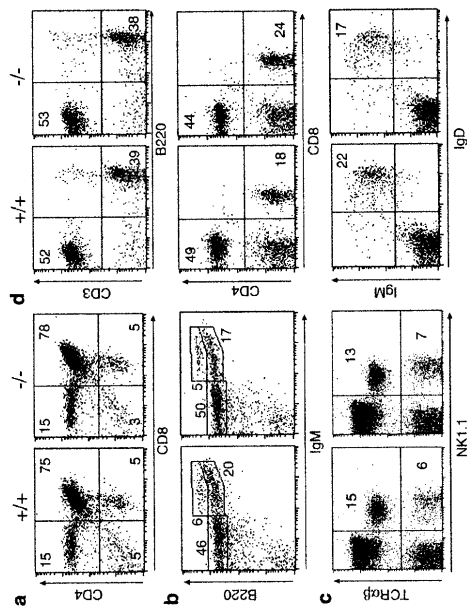 a
+/+
-/-
15
75
5
5
15
78
3
5
CD4
CD8
b
46
6
20
50
5
17
B220
IgM
c
15
6
13
7
TCRαβ
NK1.1
d
+/+
-/-
52
39
53
38
CD3
B220
49
18
44
24
CD4
CD8
22
17
IgM
IgD